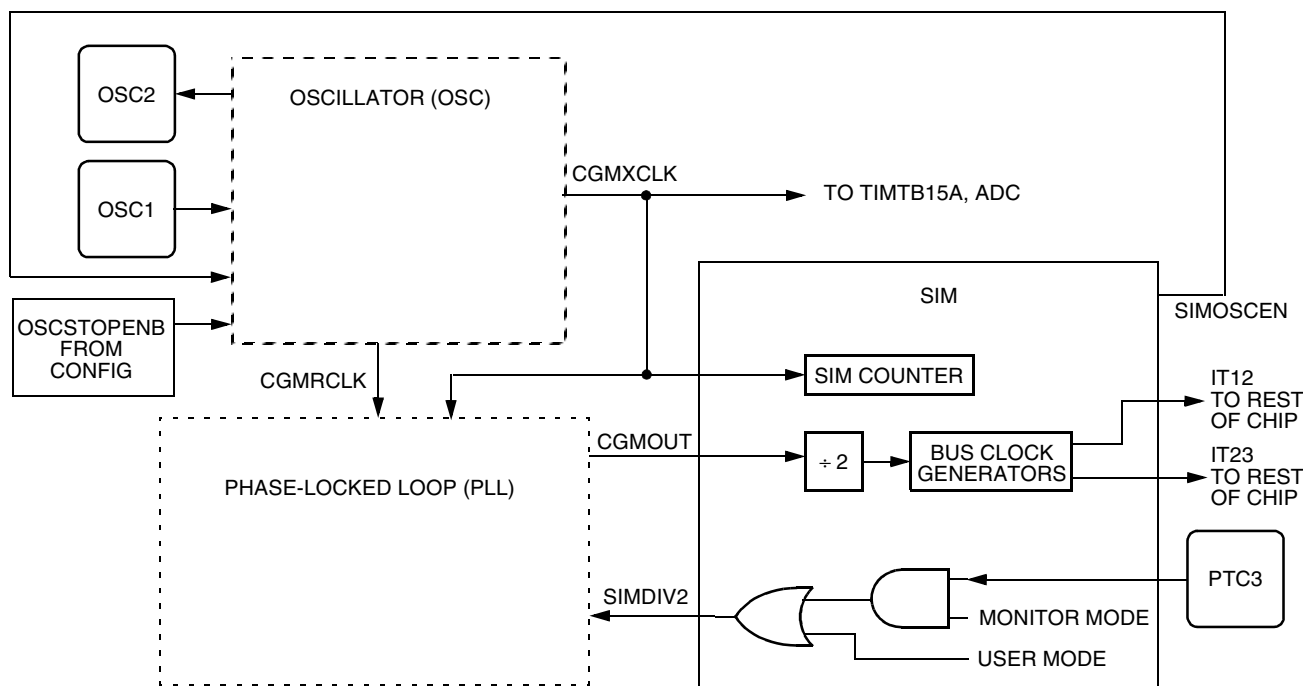 OSC2
OSCILLATOR (OSC)
CGMXCLK
OSC1
TO TIMTB15A, ADC
SIM
SIMOSCEN
OSCSTOPENB
FROM
CONFIG
CGMRCLK
SIM COUNTER
IT12
TO REST
OF CHIP
CGMOUT
÷ 2
BUS CLOCK
GENERATORS
IT23
TO REST
OF CHIP
PHASE-LOCKED LOOP (PLL)
SIMDIV2
PTC3
MONITOR MODE
USER MODE